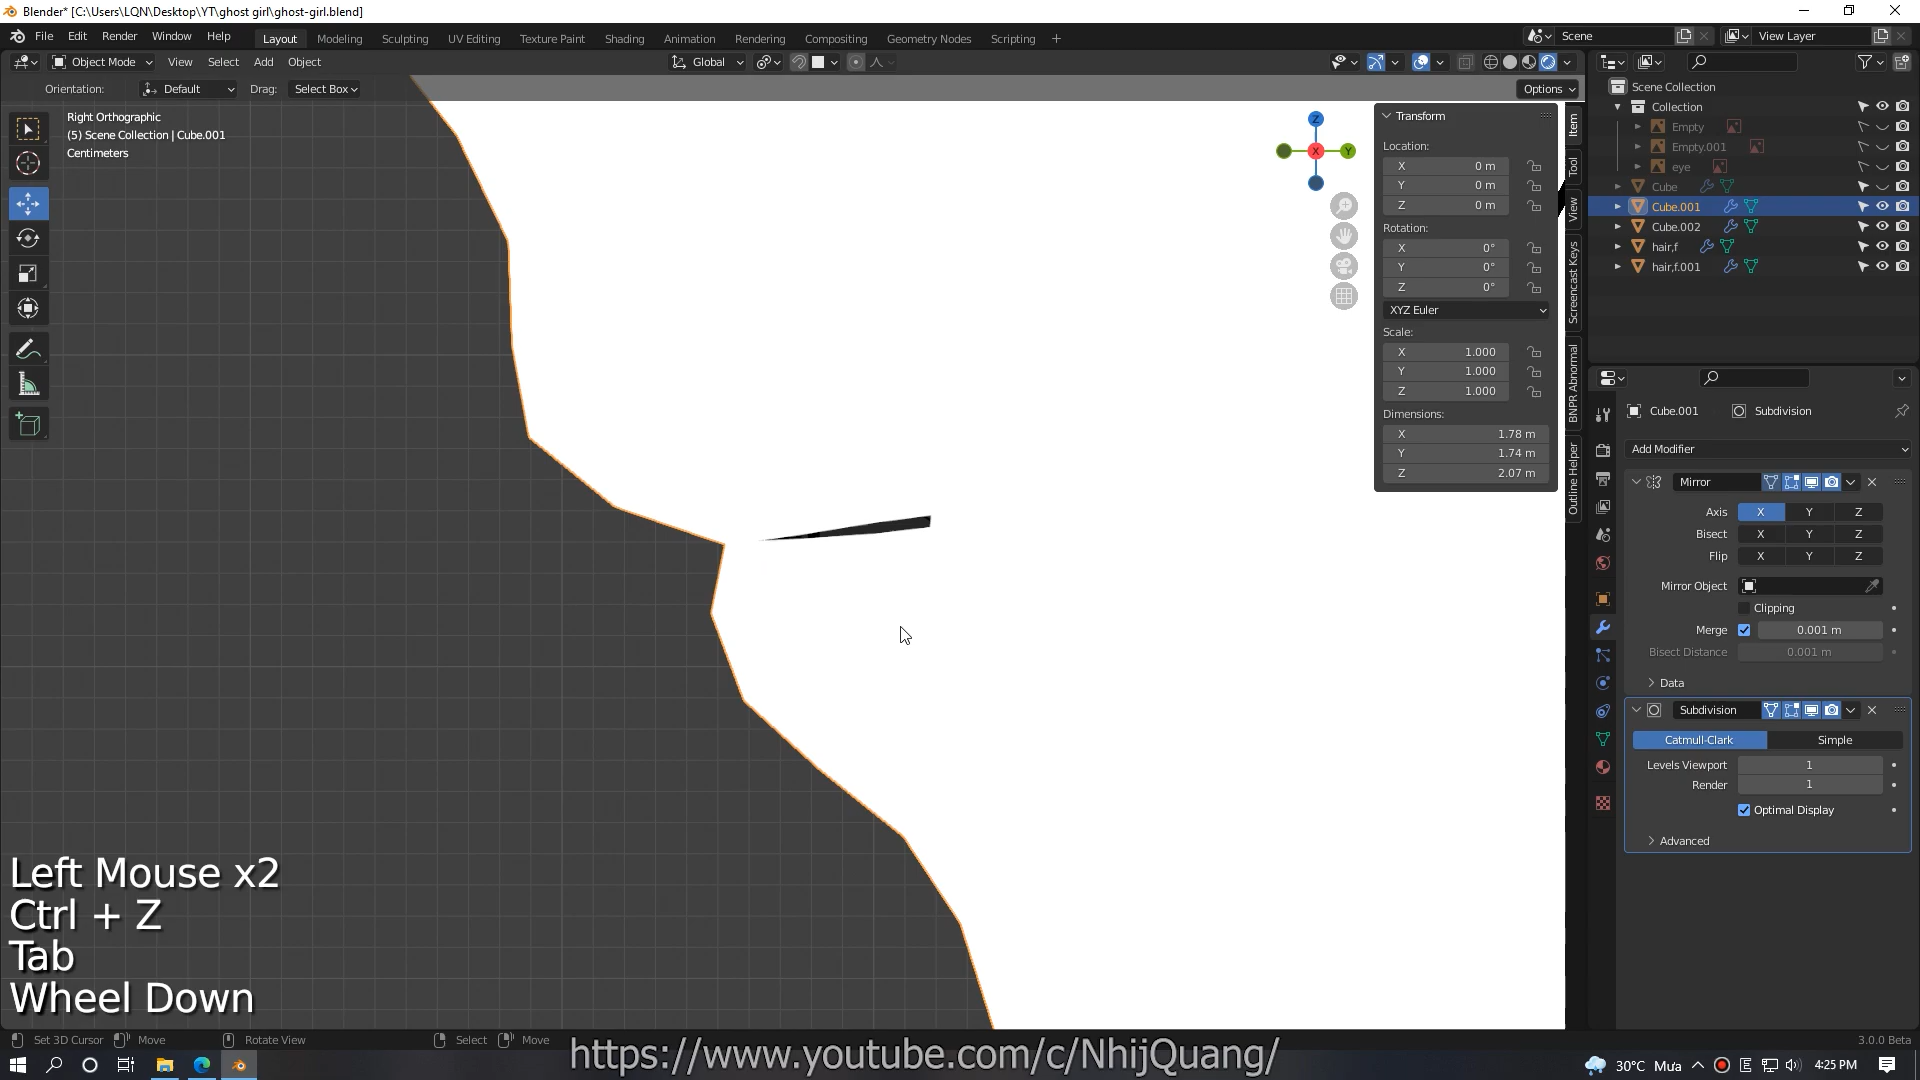 Blender* [C:\Users\LQN\Desktop\YT\ghost girl\ghost-girl.blend]
File Edit Render Window Help Layout Modeling Sculpting UV Editing Texture Paint Shading Animation Rendering Compositing Geometry Nodes Scripting + Scene View Layer
Object Mode View Select Add Object Global
Orientation: Default Drag: Select Box Options
Right Orthographic
(5) Scene Collection | Cube.001
Centimeters
Z
X
Y
Transform
Location:
X 0 m
Y 0 m
Z 0 m
Rotation:
X 0°
Y 0°
Z 0°
XYZ Euler
Scale:
X 1.000
Y 1.000
Z 1.000
Dimensions:
X 1.78 m
Y 1.74 m
Z 2.07 m
Item
Tool
View
Screencast Keys
BNPR Abnormal
Outline Helper
Scene Collection
Collection
Empty
Empty.001
eye
Cube
Cube.001
Cube.002
hair,f
hair,f.001
Cube.001 Subdivision
Add Modifier
Mirror
Axis X Y Z
Bisect X Y Z
Flip X Y Z
Mirror Object
Clipping
Merge 0.001 m
Bisect Distance 0.001 m
Data
Subdivision
Catmull-Clark Simple
Levels Viewport 1
Render 1
Optimal Display
Advanced
Left Mouse x2
Ctrl + Z
Tab
Wheel Down
Set 3D Cursor Move Rotate View Select Move 3.0.0 Beta
https://www.youtube.com/c/NhijQuang/
30°C Mưa E 4:25 PM